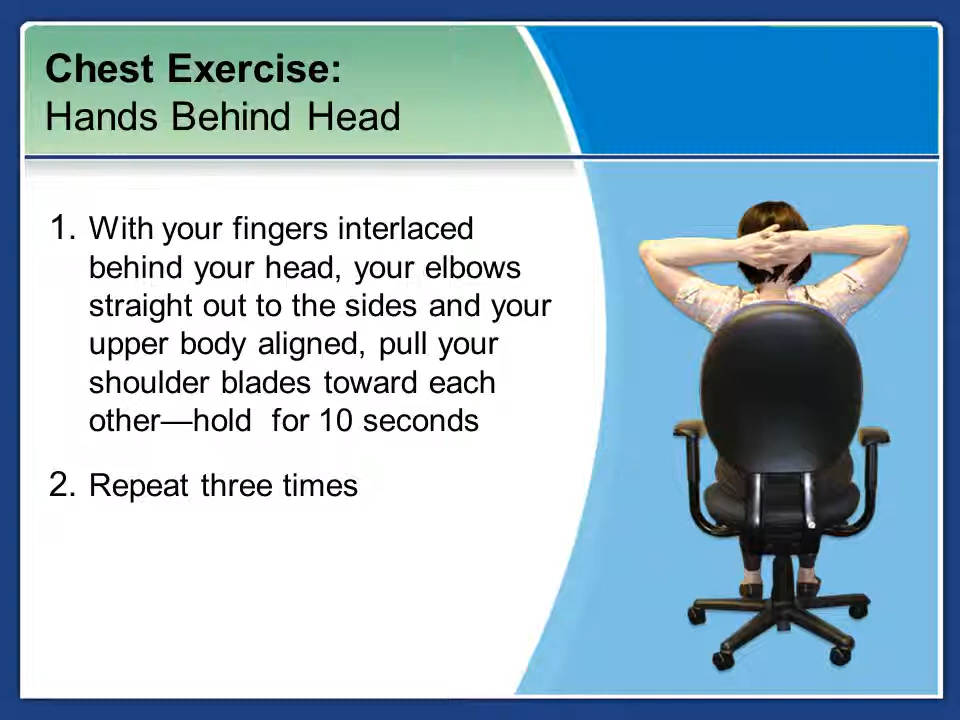 Chest Exercise:
Hands Behind Head
1. With your fingers interlaced
behind your head, your elbows
straight out to the sides and your
upper body aligned, pull your
shoulder blades toward each
other—hold  for 10 seconds
2. Repeat three times